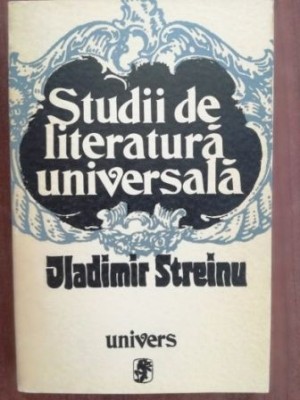 Studii de
literatură
universală
Vladimir Streinu
univers